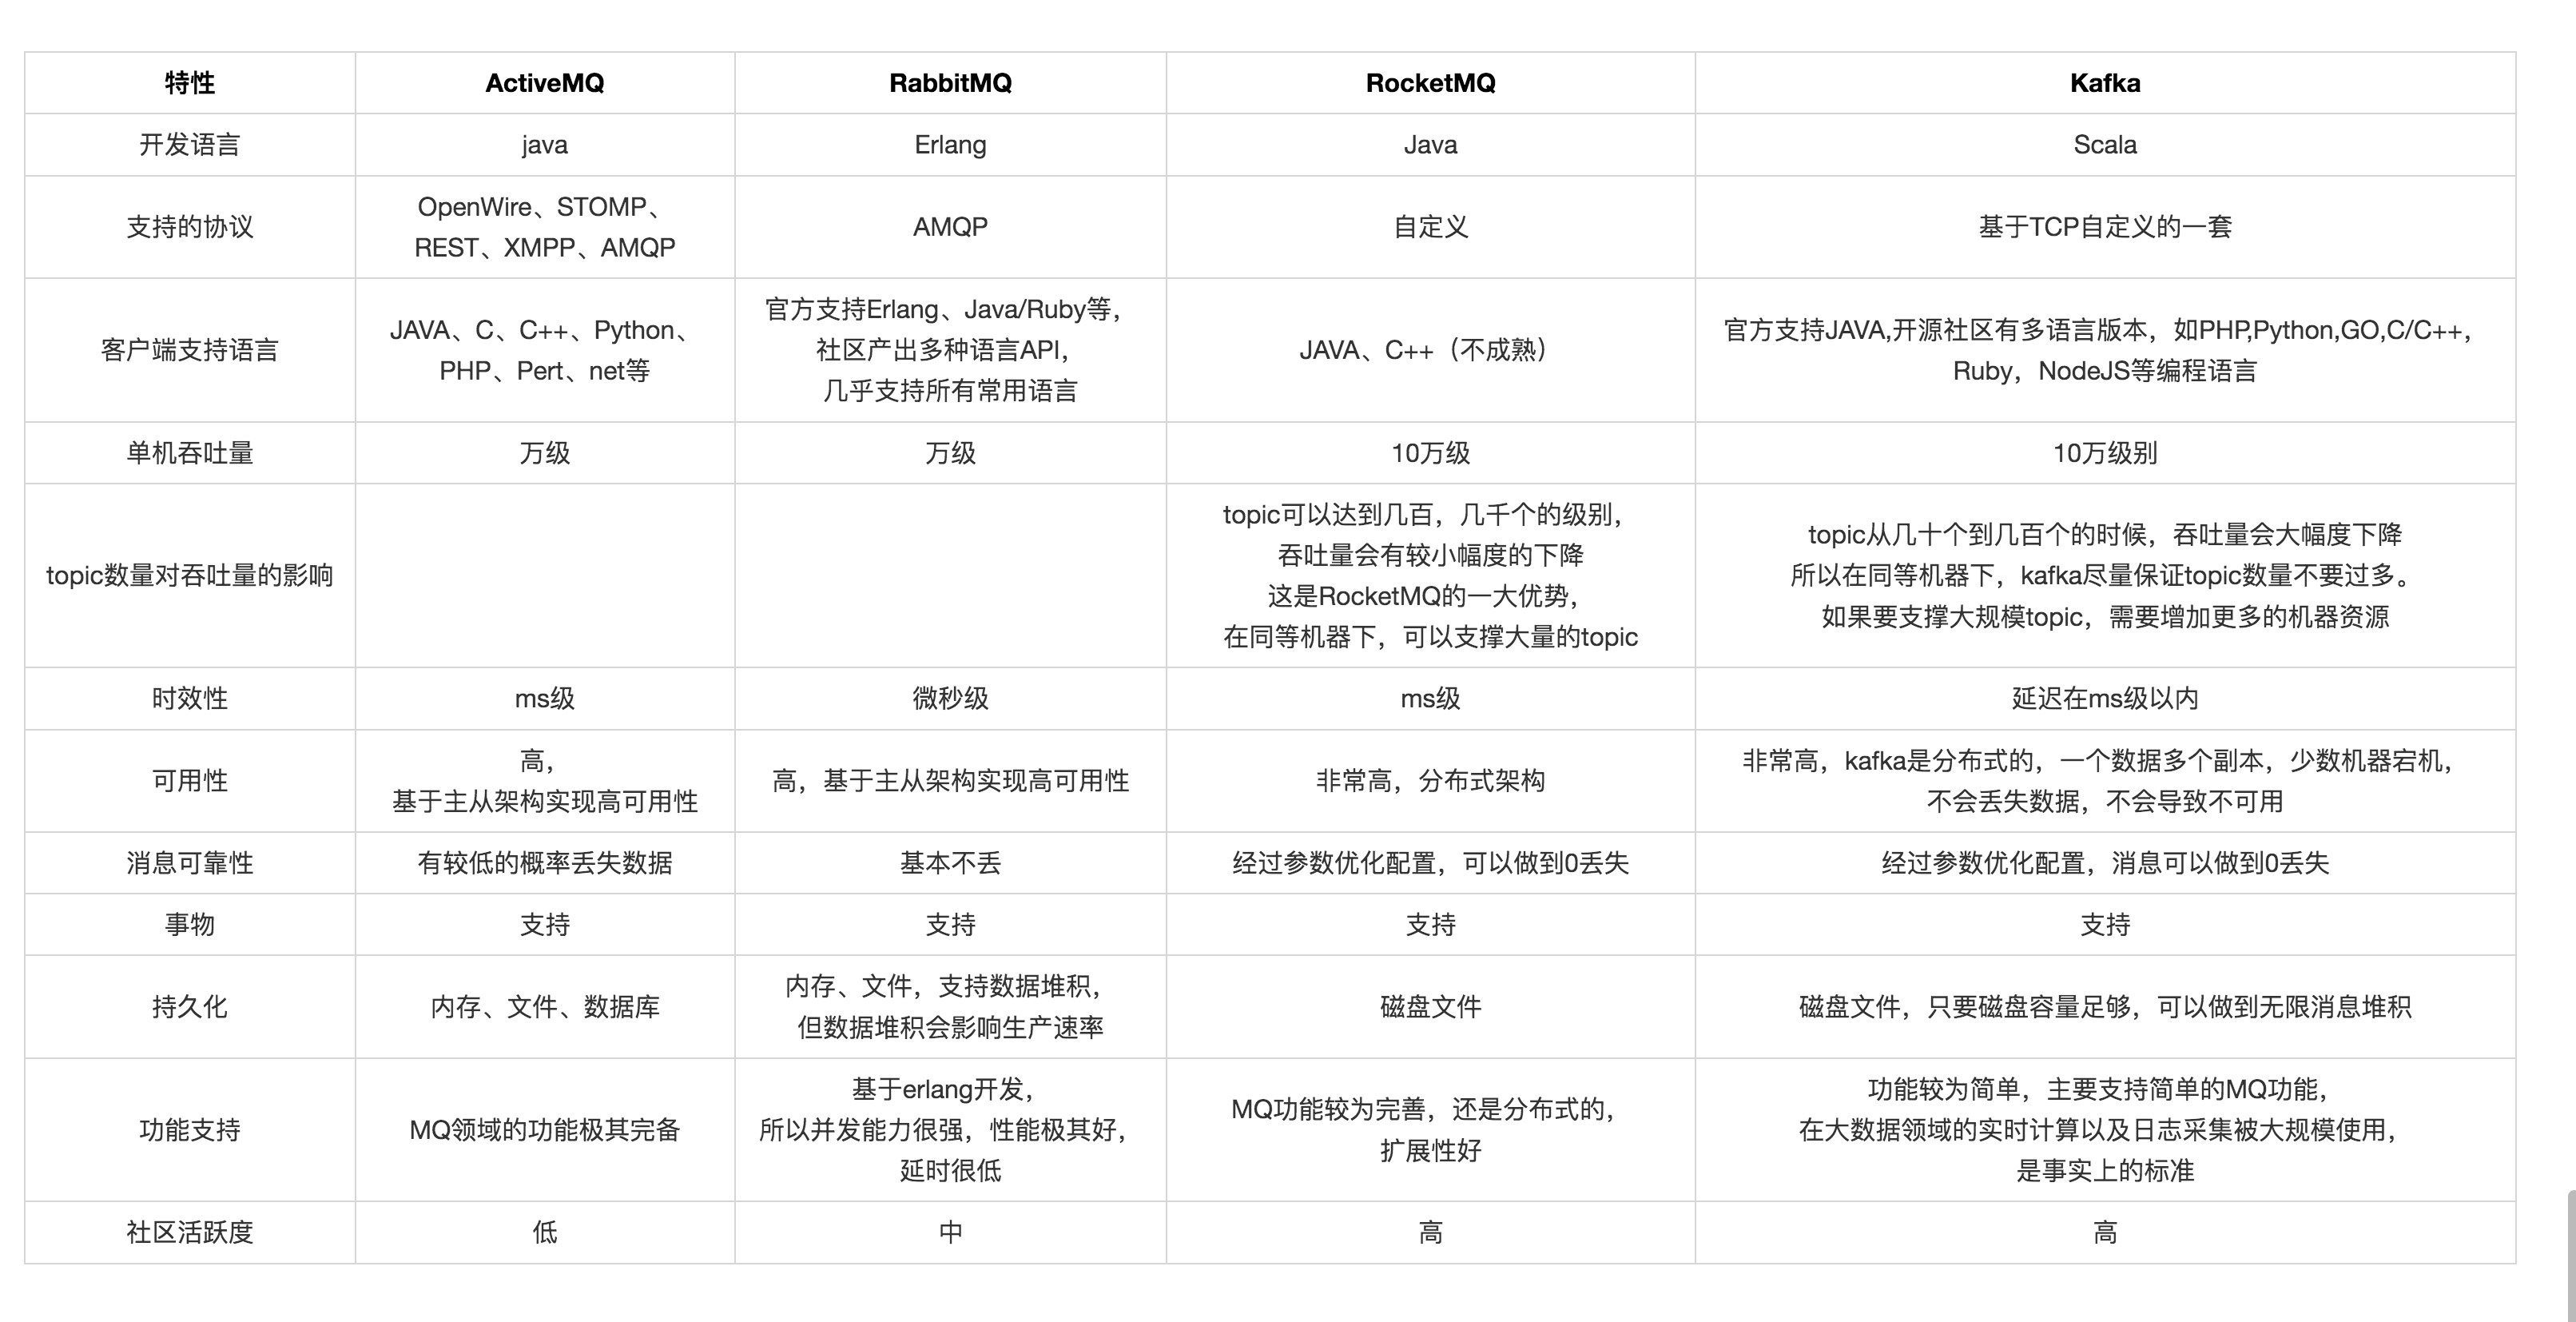 特性
ActiveMQ
RabbitMQ
RocketMQ
Kafka
开发语言
java
Erlang
Java
Scala
支持的协议
OpenWire、STOMP、
REST、XMPP、AMQP
AMQP
自定义
基于TCP自定义的一套
客户端支持语言
JAVA、C、C++、Python、
PHP、Pert、net等
官方支持Erlang、Java/Ruby等，
社区产出多种语言API，
几乎支持所有常用语言
JAVA、C++（不成熟）
官方支持JAVA,开源社区有多语言版本，如PHP,Python,GO,C/C++，
Ruby，NodeJS等编程语言
单机吞吐量
万级
万级
10万级
10万级别
topic数量对吞吐量的影响
topic可以达到几百，几千个的级别，
吞吐量会有较小幅度的下降
这是RocketMQ的一大优势，
在同等机器下，可以支撑大量的topic
topic从几十个到几百个的时候，吞吐量会大幅度下降
所以在同等机器下，kafka尽量保证topic数量不要过多。
如果要支撑大规模topic，需要增加更多的机器资源
时效性
ms级
微秒级
ms级
延迟在ms级以内
可用性
高，
基于主从架构实现高可用性
高，基于主从架构实现高可用性
非常高，分布式架构
非常高，kafka是分布式的，一个数据多个副本，少数机器宕机，
不会丢失数据，不会导致不可用
消息可靠性
有较低的概率丢失数据
基本不丢
经过参数优化配置，可以做到0丢失
经过参数优化配置，消息可以做到0丢失
事物
支持
支持
支持
支持
持久化
内存、文件、数据库
内存、文件，支持数据堆积，
但数据堆积会影响生产速率
磁盘文件
磁盘文件，只要磁盘容量足够，可以做到无限消息堆积
功能支持
MQ领域的功能极其完备
基于erlang开发，
所以并发能力很强，性能极其好，
延时很低
MQ功能较为完善，还是分布式的，
扩展性好
功能较为简单，主要支持简单的MQ功能，
在大数据领域的实时计算以及日志采集被大规模使用，
是事实上的标准
社区活跃度
低
中
高
高